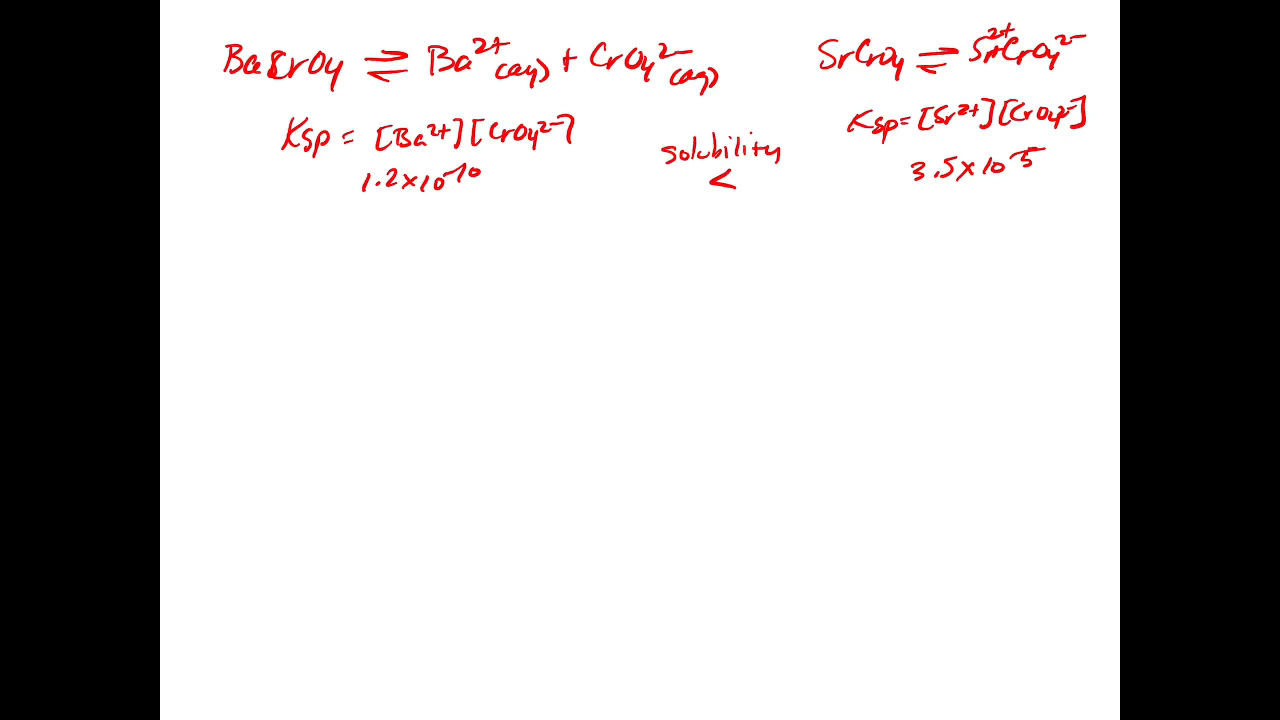 BaCrO4 ⇌ Ba²⁺(aq) + CrO4²⁻(aq)
Ksp = [Ba²⁺][CrO4²⁻]
1.2×10⁻¹⁰
solubility
<
SrCrO4 ⇌ Sr²⁺ + CrO4²⁻
Ksp = [Sr²⁺][CrO4²⁻]
3.5×10⁻⁵